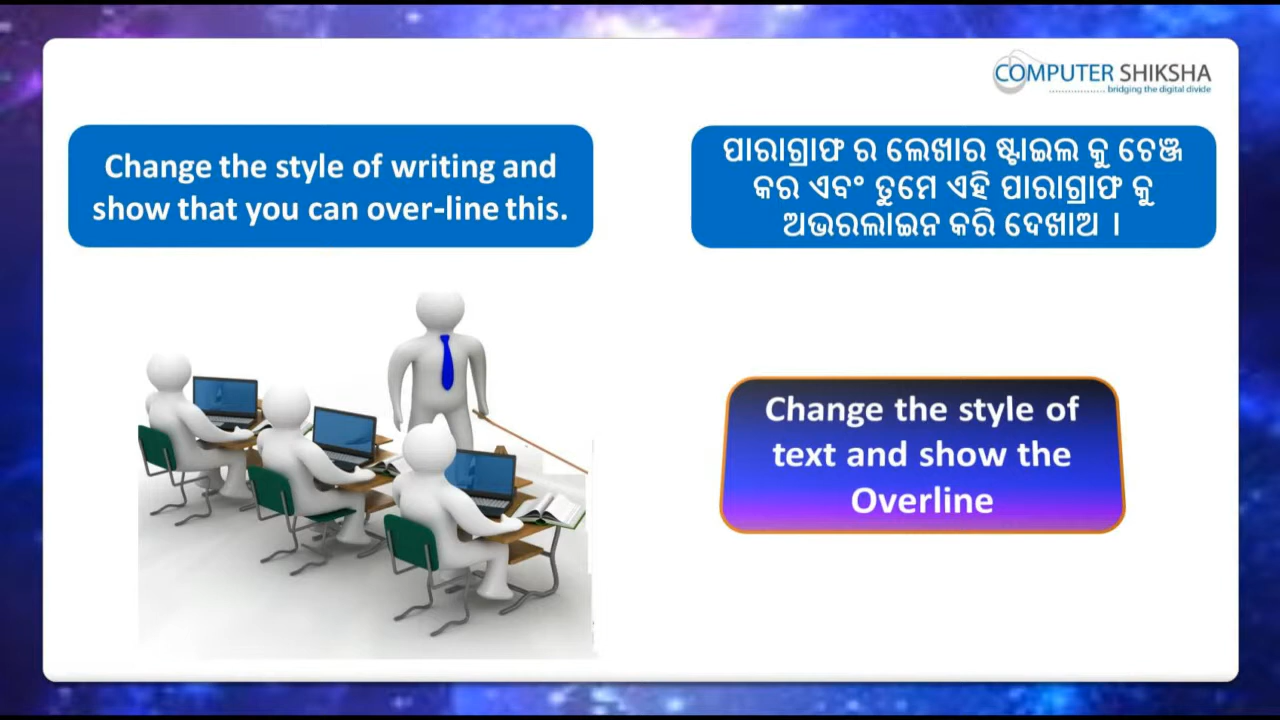 COMPUTER SHIKSHA
bridging the digital divide
Change the style of writing and
show that you can over-line this.
ପାରାଗ୍ରାଫ ର ଲେଖାର ଷ୍ଟାଇଲ କୁ ଚେଞ୍ଜ
କର ଏବଂ ତୁମେ ଏହି ପାରାଗ୍ରାଫ କୁ
ଅଭରଲାଇନ କରି ଦେଖାଅ ।
Change the style of
text and show the
Overline